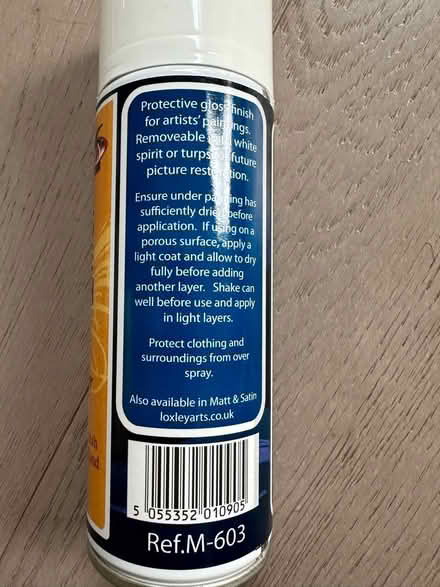 Protective gloss finish
for artists' paintings.
Removeable with white
spirit or turps for future
picture restoration.
Ensure under painting has
sufficiently dried before
application. If using on a
porous surface, apply a
light coat and allow to dry
fully before adding
another layer. Shake can
well before use and apply
in light layers.
Protect clothing and
surroundings from over
spray.
Also available in Matt & Satin
loxleyarts.co.uk
5 055352 010905
Ref.M-603